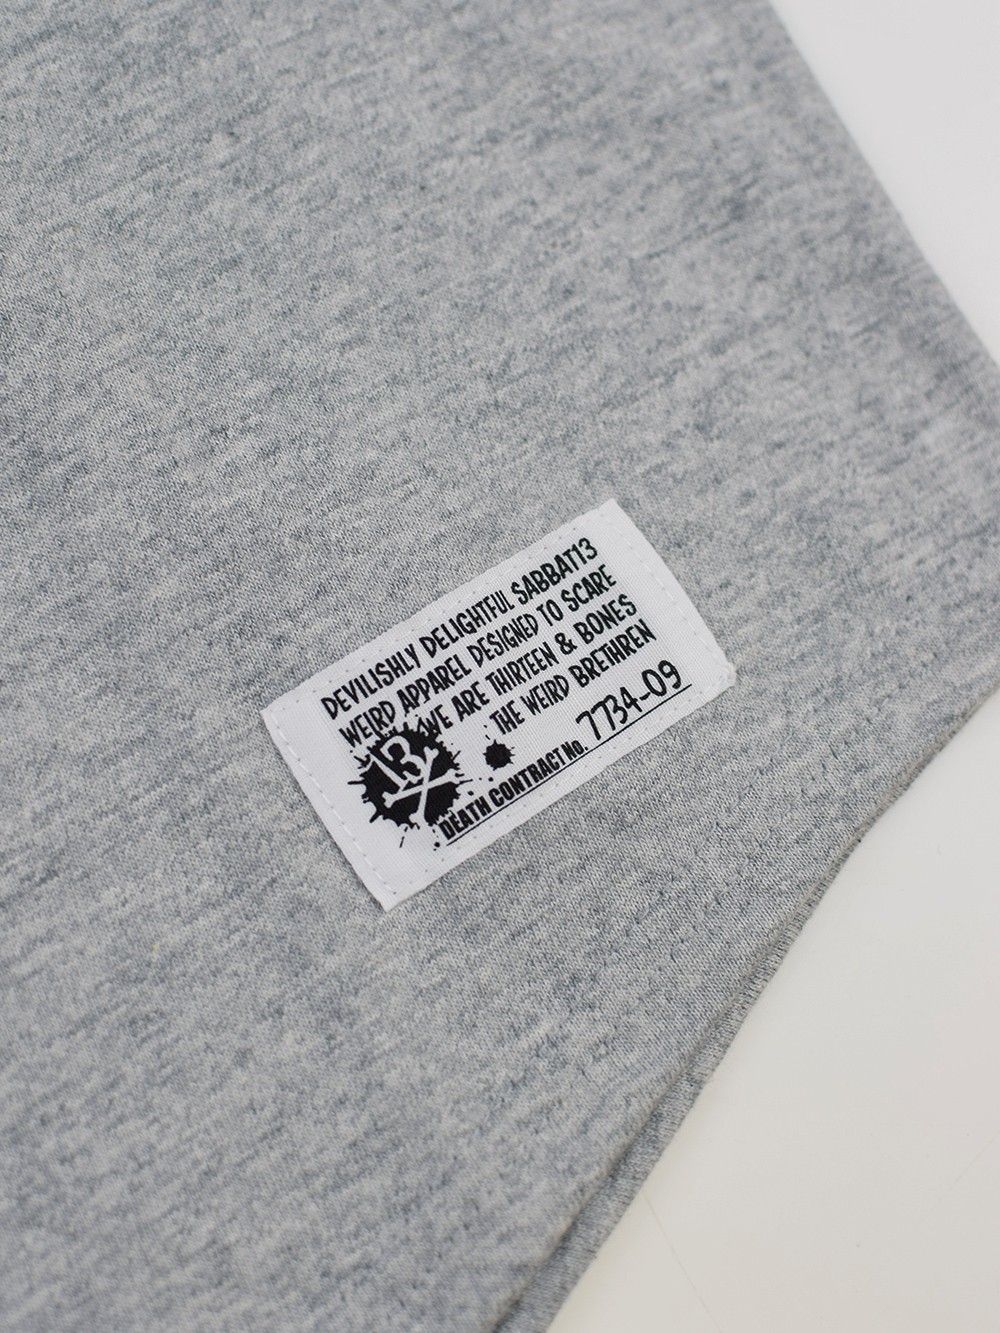 DEVILISHLY DELIGHTFUL SABBAT13
WEIRD APPAREL DESIGNED TO SCARE
WE ARE THIRTEEN & BONES
THE WEIRD BRETHREN
13
DEATH CONTRACT No. 7734-09